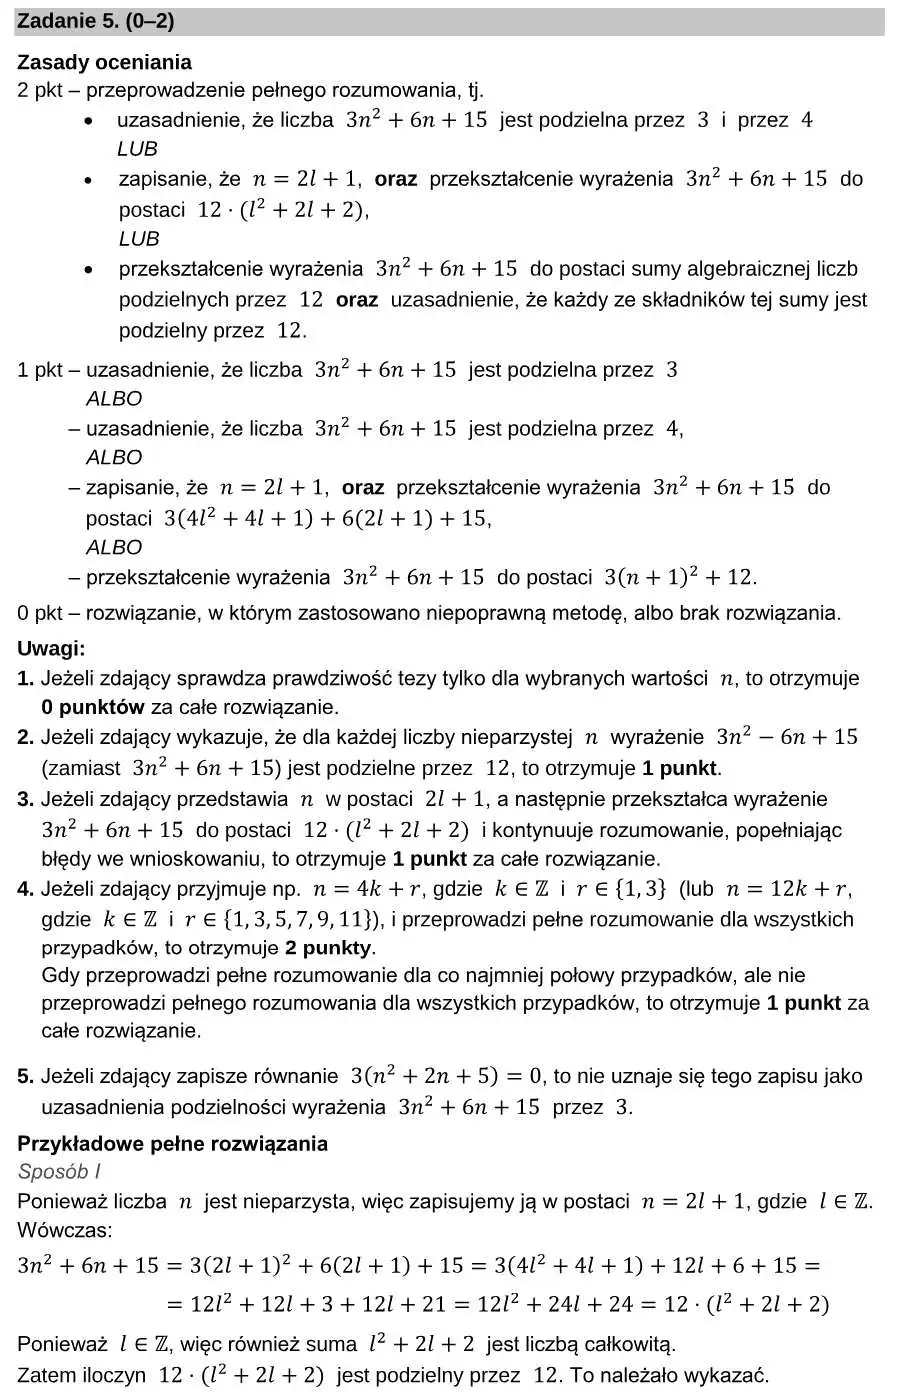 Zadanie 5. (0–2)
Zasady oceniania
2 pkt – przeprowadzenie pełnego rozumowania, tj.
• uzasadnienie, że liczba 3n² + 6n + 15 jest podzielna przez 3 i przez 4
LUB
• zapisanie, że n = 2l + 1, oraz przekształcenie wyrażenia 3n² + 6n + 15 do
postaci 12 · (l² + 2l + 2),
LUB
• przekształcenie wyrażenia 3n² + 6n + 15 do postaci sumy algebraicznej liczb
podzielnych przez 12 oraz uzasadnienie, że każdy ze składników tej sumy jest
podzielny przez 12.
1 pkt – uzasadnienie, że liczba 3n² + 6n + 15 jest podzielna przez 3
ALBO
– uzasadnienie, że liczba 3n² + 6n + 15 jest podzielna przez 4,
ALBO
– zapisanie, że n = 2l + 1, oraz przekształcenie wyrażenia 3n² + 6n + 15 do
postaci 3(4l² + 4l + 1) + 6(2l + 1) + 15,
ALBO
– przekształcenie wyrażenia 3n² + 6n + 15 do postaci 3(n + 1)² + 12.
0 pkt – rozwiązanie, w którym zastosowano niepoprawną metodę, albo brak rozwiązania.
Uwagi:
1. Jeżeli zdający sprawdza prawdziwość tezy tylko dla wybranych wartości n, to otrzymuje
0 punktów za całe rozwiązanie.
2. Jeżeli zdający wykazuje, że dla każdej liczby nieparzystej n wyrażenie 3n² − 6n + 15
(zamiast 3n² + 6n + 15) jest podzielne przez 12, to otrzymuje 1 punkt.
3. Jeżeli zdający przedstawia n w postaci 2l + 1, a następnie przekształca wyrażenie
3n² + 6n + 15 do postaci 12 · (l² + 2l + 2) i kontynuuje rozumowanie, popełniając
błędy we wnioskowaniu, to otrzymuje 1 punkt za całe rozwiązanie.
4. Jeżeli zdający przyjmuje np. n = 4k + r, gdzie k ∈ ℤ i r ∈ {1, 3} (lub n = 12k + r,
gdzie k ∈ ℤ i r ∈ {1, 3, 5, 7, 9, 11}), i przeprowadzi pełne rozumowanie dla wszystkich
przypadków, to otrzymuje 2 punkty.
Gdy przeprowadzi pełne rozumowanie dla co najmniej połowy przypadków, ale nie
przeprowadzi pełnego rozumowania dla wszystkich przypadków, to otrzymuje 1 punkt za
całe rozwiązanie.
5. Jeżeli zdający zapisze równanie 3(n² + 2n + 5) = 0, to nie uznaje się tego zapisu jako
uzasadnienia podzielności wyrażenia 3n² + 6n + 15 przez 3.
Przykładowe pełne rozwiązania
Sposób I
Ponieważ liczba n jest nieparzysta, więc zapisujemy ją w postaci n = 2l + 1, gdzie l ∈ ℤ.
Wówczas:
3n² + 6n + 15 = 3(2l + 1)² + 6(2l + 1) + 15 = 3(4l² + 4l + 1) + 12l + 6 + 15 =
= 12l² + 12l + 3 + 12l + 21 = 12l² + 24l + 24 = 12 · (l² + 2l + 2)
Ponieważ l ∈ ℤ, więc również suma l² + 2l + 2 jest liczbą całkowitą.
Zatem iloczyn 12 · (l² + 2l + 2) jest podzielny przez 12. To należało wykazać.